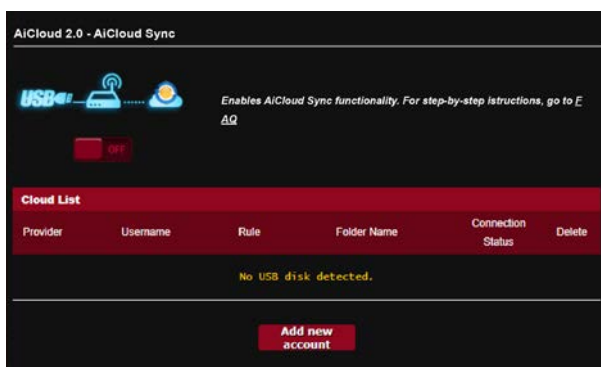 AiCloud 2.0 - AiCloud Sync
USB
Enables AiCloud Sync functionality. For step-by-step istructions, go to F
AQ
OFF
Cloud List
Provider Username Rule Folder Name Connection Status Delete
No USB disk detected.
Add new
account